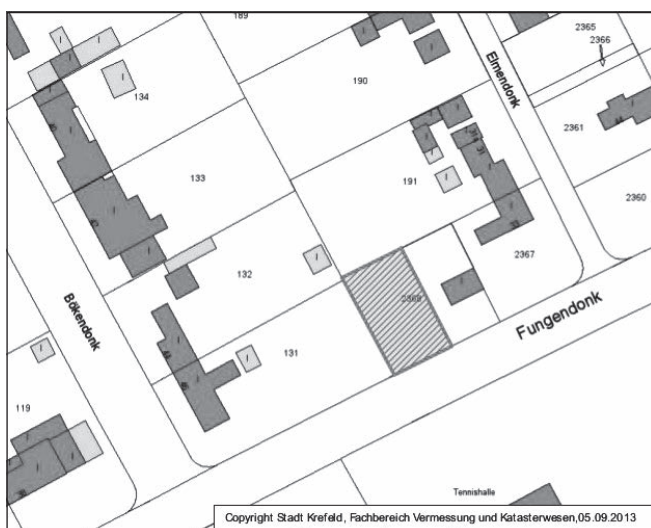 189
2365
2366
134
190
Elmendonk
2361
133
191
2360
132
2367
2368
Bökendonk
Fungendonk
131
119
Tennishalle
Copyright Stadt Krefeld, Fachbereich Vermessung und Katasterwesen,05.09.2013